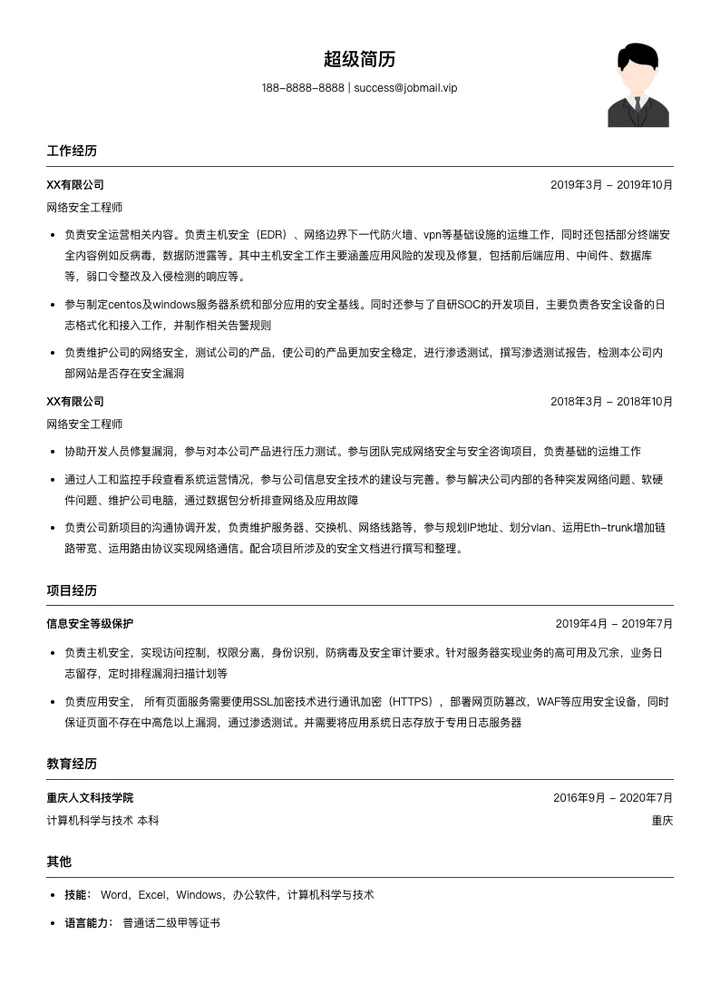 超级简历
188-8888-8888 | success@jobmail.vip
工作经历
XX有限公司 2019年3月 - 2019年10月
网络安全工程师
• 负责安全运营相关内容。负责主机安全（EDR）、网络边界下一代防火墙、vpn等基础设施的运维工作，同时还包括部分终端安
全内容例如反病毒，数据防泄露等。其中主机安全工作主要涵盖应用风险的发现及修复，包括前后端应用、中间件、数据库
等，弱口令整改及入侵检测的响应等。
• 参与制定centos及windows服务器系统和部分应用的安全基线。同时还参与了自研SOC的开发项目，主要负责各安全设备的日
志格式化和接入工作，并制作相关告警规则
• 负责维护公司的网络安全，测试公司的产品，使公司的产品更加安全稳定，进行渗透测试，撰写渗透测试报告，检测本公司内
部网站是否存在安全漏洞
XX有限公司 2018年3月 - 2018年10月
网络安全工程师
• 协助开发人员修复漏洞，参与对本公司产品进行压力测试。参与团队完成网络安全与安全咨询项目，负责基础的运维工作
• 通过人工和监控手段查看系统运营情况，参与公司信息安全技术的建设与完善。参与解决公司内部的各种突发网络问题、软硬
件问题、维护公司电脑，通过数据包分析排查网络及应用故障
• 负责公司新项目的沟通协调开发，负责维护服务器、交换机、网络线路等，参与规划IP地址、划分vlan、运用Eth-trunk增加链
路带宽、运用路由协议实现网络通信。配合项目所涉及的安全文档进行撰写和整理。
项目经历
信息安全等级保护 2019年4月 - 2019年7月
• 负责主机安全，实现访问控制，权限分离，身份识别，防病毒及安全审计要求。针对服务器实现业务的高可用及冗余，业务日
志留存，定时排程漏洞扫描计划等
• 负责应用安全， 所有页面服务需要使用SSL加密技术进行通讯加密（HTTPS），部署网页防篡改，WAF等应用安全设备，同时
保证页面不存在中高危以上漏洞，通过渗透测试。并需要将应用系统日志存放于专用日志服务器
教育经历
重庆人文科技学院 2016年9月 - 2020年7月
计算机科学与技术 本科 重庆
其他
• 技能： Word，Excel，Windows，办公软件，计算机科学与技术
• 语言能力： 普通话二级甲等证书